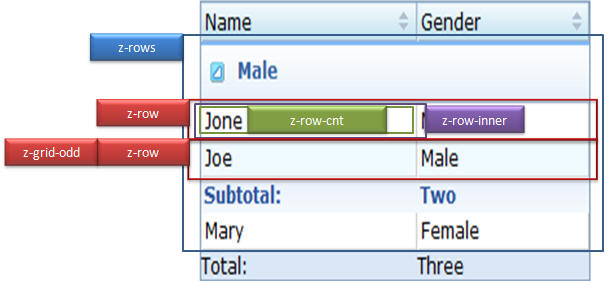 Name Gender
z-rows
Male
z-row Jone z-row-cnt z-row-inner
z-grid-odd z-row Joe Male
Subtotal: Two
Mary Female
Total: Three